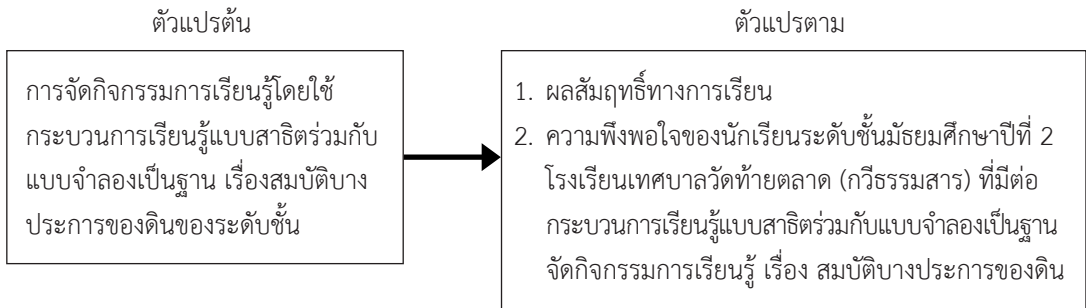 ตัวแปรต้น
การจัดกิจกรรมการเรียนรู้โดยใช้
กระบวนการเรียนรู้แบบสาธิตร่วมกับ
แบบจำลองเป็นฐาน เรื่องสมบัติบาง
ประการของดินของระดับชั้น
ตัวแปรตาม
1. ผลสัมฤทธิ์ทางการเรียน
2. ความพึงพอใจของนักเรียนระดับชั้นมัธยมศึกษาปีที่ 2
โรงเรียนเทศบาลวัดท้ายตลาด (กวีธรรมสาร) ที่มีต่อ
กระบวนการเรียนรู้แบบสาธิตร่วมกับแบบจำลองเป็นฐาน
จัดกิจกรรมการเรียนรู้ เรื่อง สมบัติบางประการของดิน